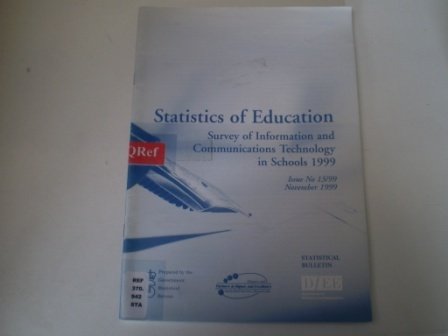 Statistics of Education
Survey of Information and
Communications Technology
in Schools 1999
QRef
Issue No 13/99
November 1999
STATISTICAL
BULLETIN
DfEE
REF
370.
942
STA
Prepared by the
Government
Statistical
Service